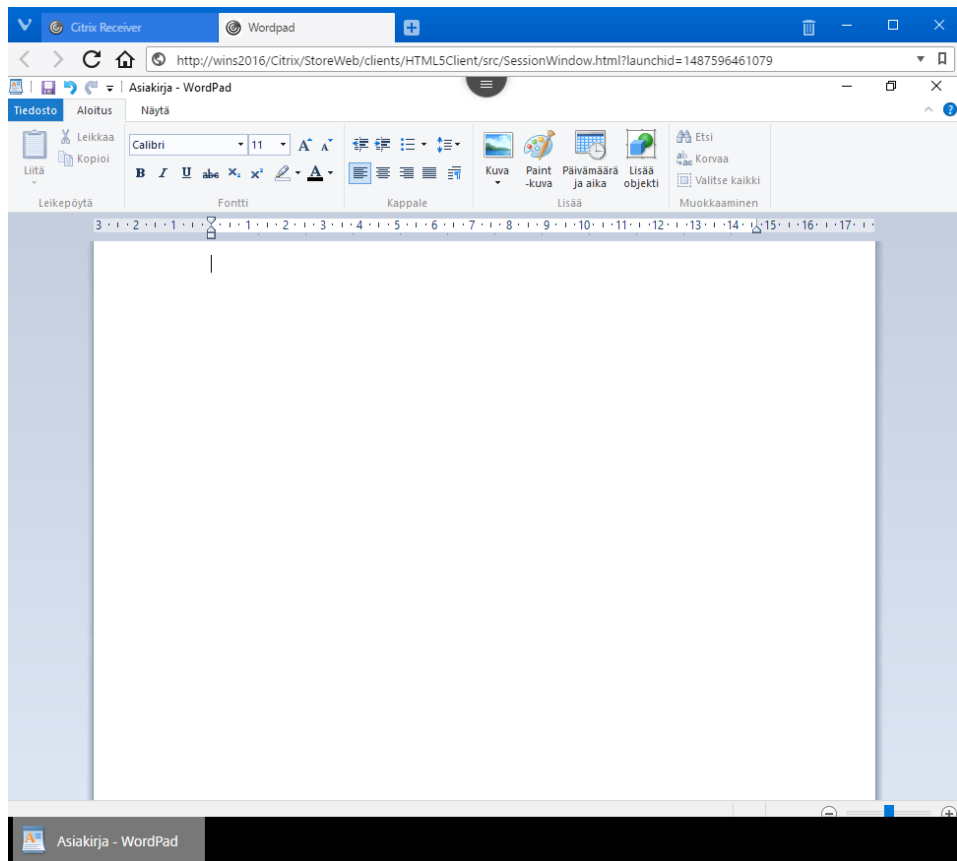 Citrix Receiver
Wordpad
http://wins2016/Citrix/StoreWeb/clients/HTML5Client/src/SessionWindow.html?launchid=1487596461079
Asiakirja - WordPad
Tiedosto Aloitus Näytä
Liitä
Leikkaa
Kopioi
Leikepöytä
Calibri 11 A A
B I U abc X₂ x² A
Fontti
Kappale
Kuva
Paint
-kuva
Päivämäärä
ja aika
Lisää
objekti
Lisää
Etsi
Korvaa
Valitse kaikki
Muokkaaminen
3 2 1 1 2 3 4 5 6 7 8 9 10 11 12 13 14 15 16 17
Asiakirja - WordPad